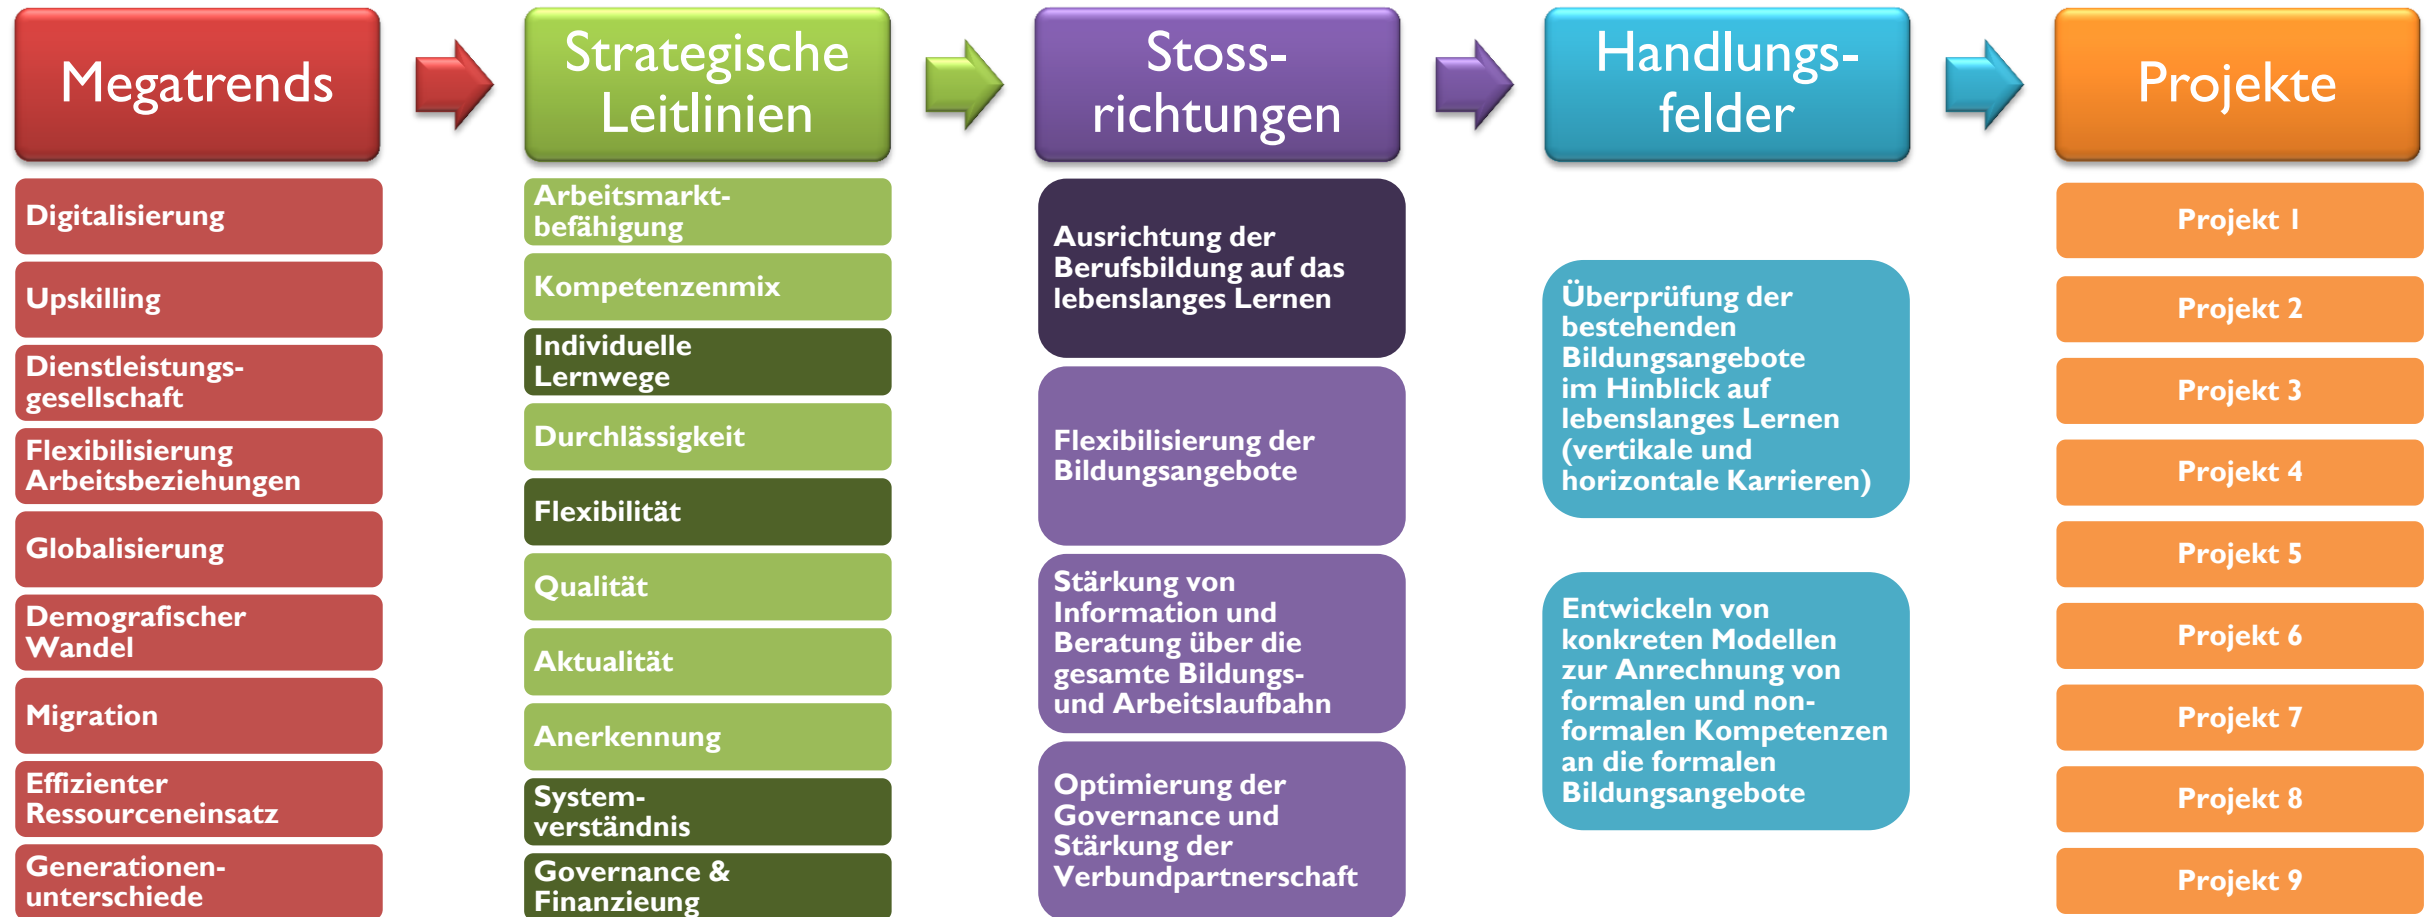 Megatrends
Strategische
Leitlinien
Stoss-
richtungen
Handlungs-
felder
Projekte
Digitalisierung
Upskilling
Dienstleistungs-
gesellschaft
Flexibilisierung
Arbeitsbeziehungen
Globalisierung
Demografischer
Wandel
Migration
Effizienter
Ressourceneinsatz
Generationen-
unterschiede
Arbeitsmarkt-
befähigung
Kompetenzenmix
Individuelle
Lernwege
Durchlässigkeit
Flexibilität
Qualität
Aktualität
Anerkennung
System-
verständnis
Governance &
Finanzieung
Ausrichtung der
Berufsbildung auf das
lebenslanges Lernen
Flexibilisierung der
Bildungsangebote
Stärkung von
Information und
Beratung über die
gesamte Bildungs-
und Arbeitslaufbahn
Optimierung der
Governance und
Stärkung der
Verbundpartnerschaft
Überprüfung der
bestehenden
Bildungsangebote
im Hinblick auf
lebenslanges Lernen
(vertikale und
horizontale Karrieren)
Entwickeln von
konkreten Modellen
zur Anrechnung von
formalen und non-
formalen Kompetenzen
an die formalen
Bildungsangebote
Projekt 1
Projekt 2
Projekt 3
Projekt 4
Projekt 5
Projekt 6
Projekt 7
Projekt 8
Projekt 9